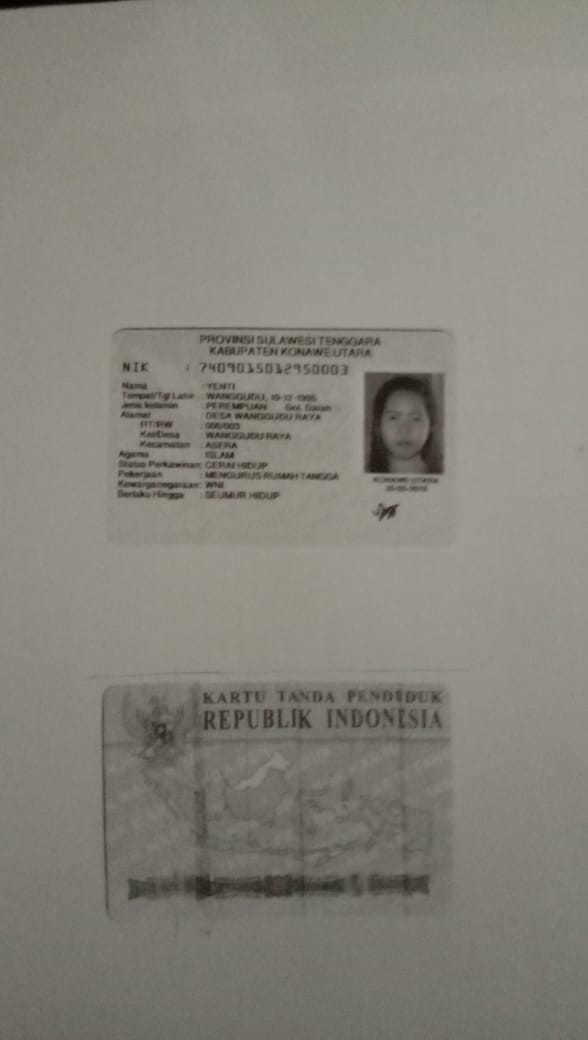 PROVINSI SULAWESI TENGGARA
KABUPATEN KONAWE UTARA
NIK : 7409015012950003
Nama : YENTI
Tempat/Tgl Lahir : WANGGUDU, 10-12-1995
Jenis kelamin : PEREMPUAN Gol. Darah :
Alamat : DESA WANGGUDU RAYA
RT/RW : 006/003
Kel/Desa : WANGGUDU RAYA
Kecamatan : ASERA
Agama : ISLAM
Status Perkawinan: CERAI HIDUP
Pekerjaan : MENGURUS RUMAH TANGGA
Kewarganegaraan: WNI
Berlaku Hingga : SEUMUR HIDUP
KONAWE UTARA
KARTU TANDA PENDUDUK
REPUBLIK INDONESIA